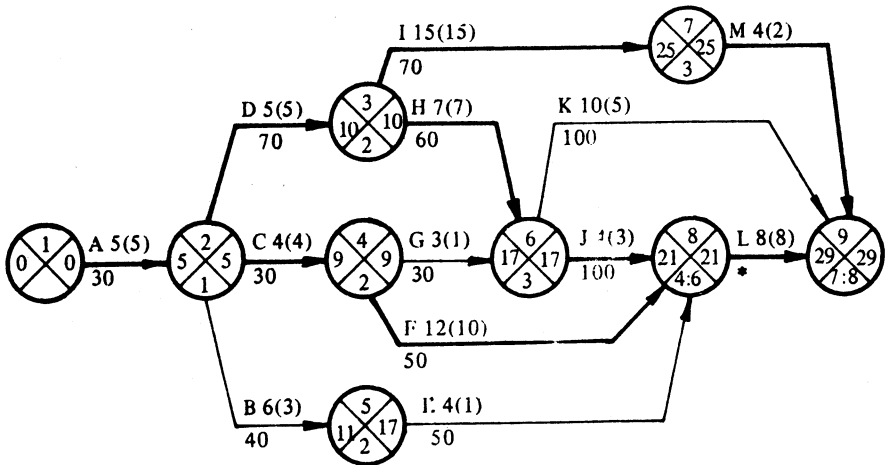 I 15(15)
70
7
25 25
3
M 4(2)
D 5(5)
70
3
10 10
2
H 7(7)
60
K 10(5)
100
1
0 0
A 5(5)
30
2
5 5
1
C 4(4)
30
4
9 9
2
G 3(1)
30
6
17 17
3
J 4(3)
100
8
21 21
4:6
L 8(8)
*
9
29 29
7:8
F 12(10)
50
B 6(3)
40
5
11 17
2
E 4(1)
50